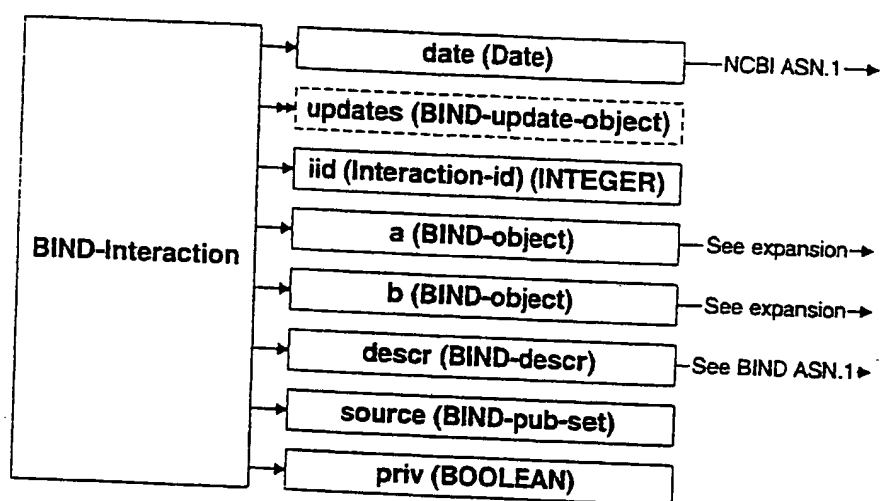 date (Date)
NCBI ASN.1
updates (BIND-update-object)
iid (Interaction-id) (INTEGER)
BIND-Interaction
a (BIND-object)
See expansion
b (BIND-object)
See expansion
descr (BIND-descr)
See BIND ASN.1
source (BIND-pub-set)
priv (BOOLEAN)